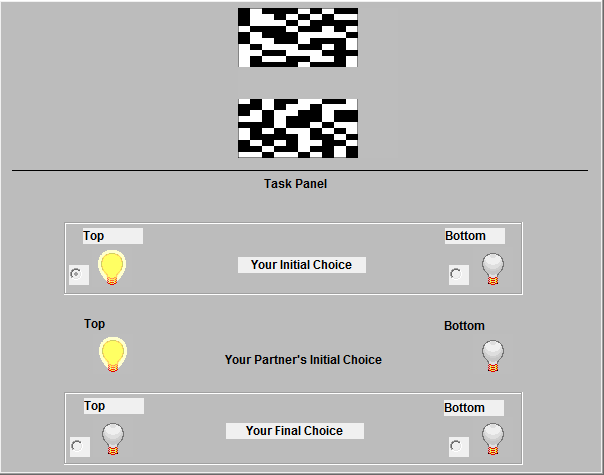 Task Panel
Top
Bottom
Your Initial Choice
Top
Bottom
Your Partner's Initial Choice
Top
Bottom
Your Final Choice